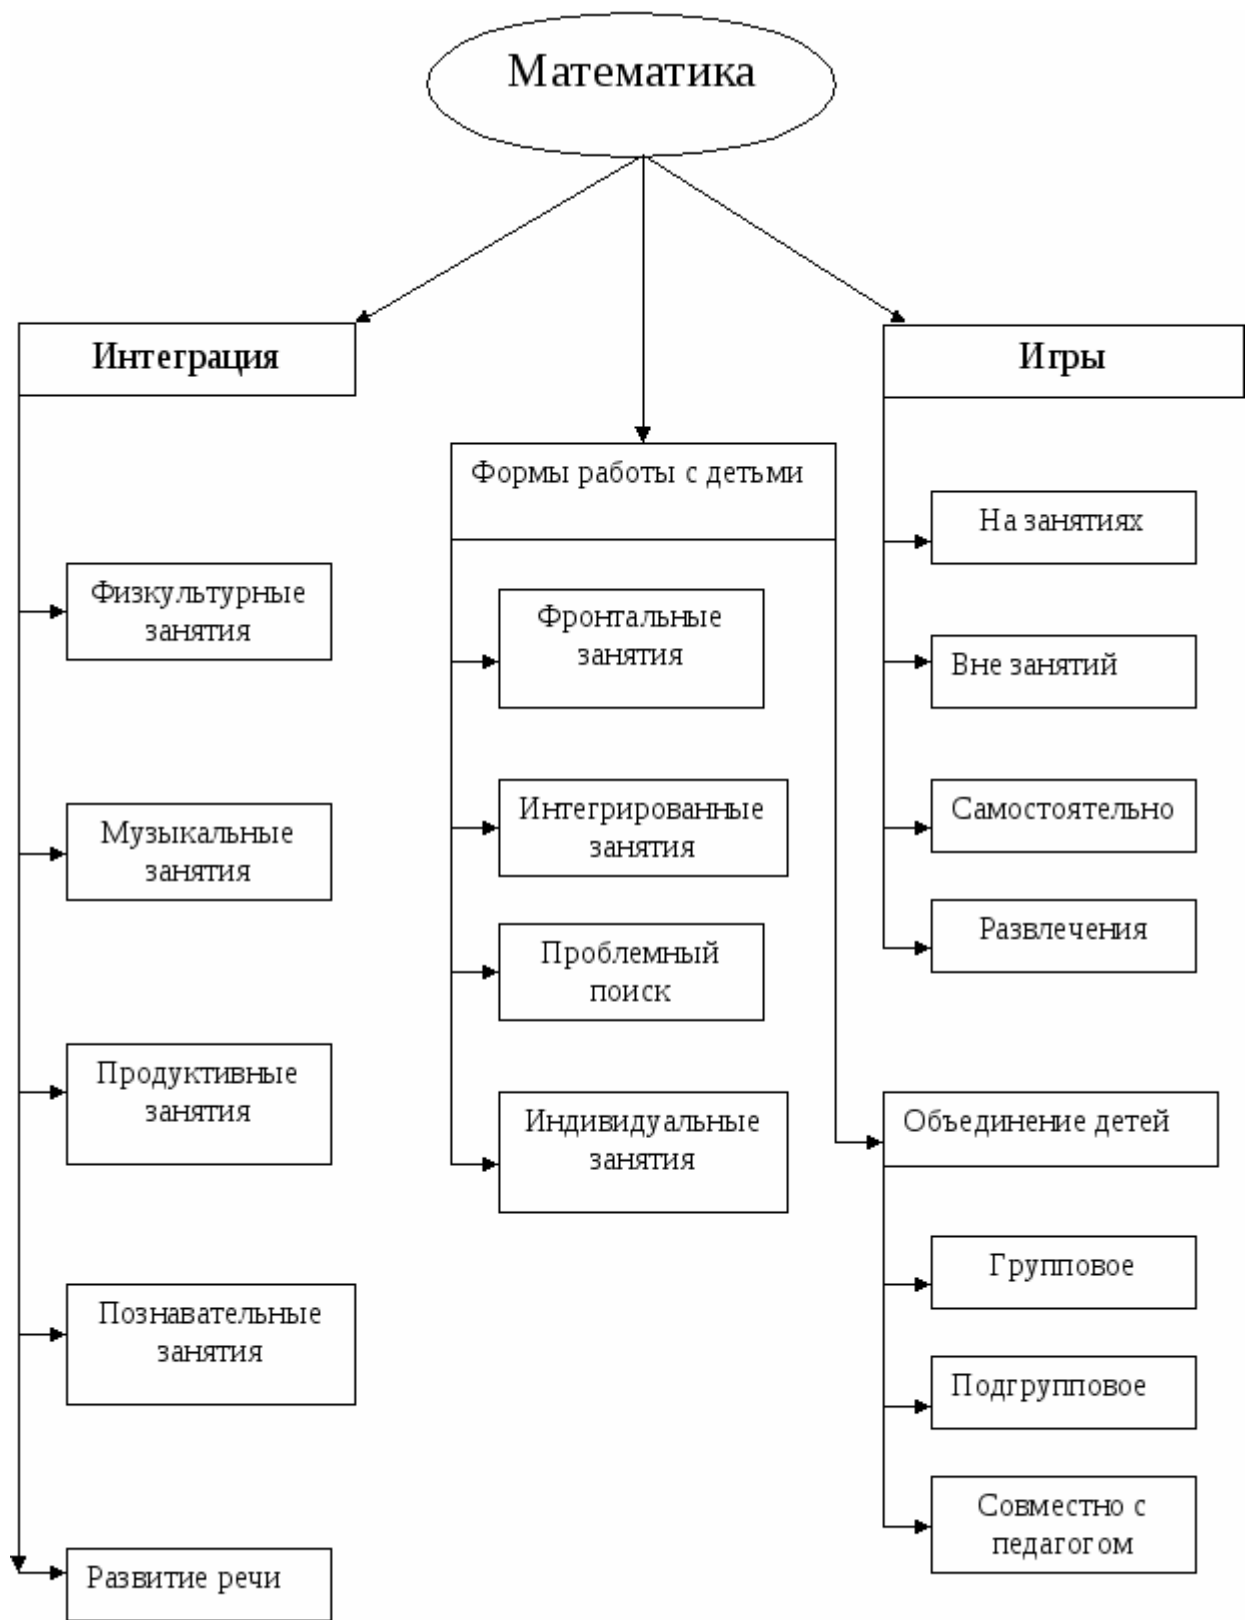 Математика
Интеграция
Физкультурные
занятия
Музыкальные
занятия
Продуктивные
занятия
Познавательные
занятия
Развитие речи
Формы работы с детьми
Фронтальные
занятия
Интегрированные
занятия
Проблемный
поиск
Индивидуальные
занятия
Игры
На занятиях
Вне занятий
Самостоятельно
Развлечения
Объединение детей
Групповое
Подгрупповое
Совместно с
педагогом